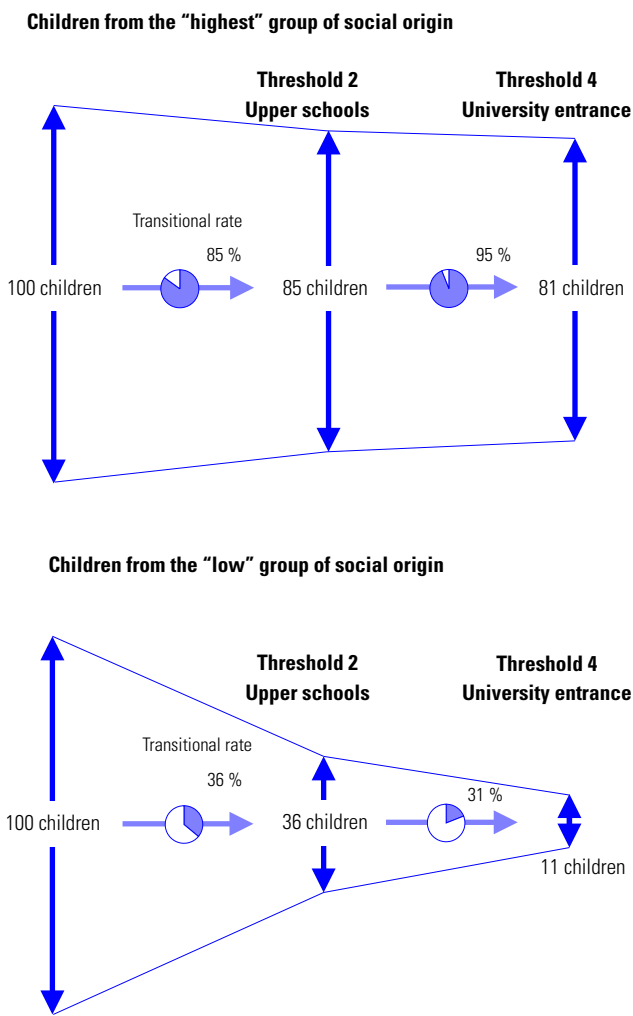 Children from the “highest” group of social origin
Threshold 2
Upper schools
Threshold 4
University entrance
Transitional rate
85 %
95 %
100 children
85 children
81 children
Children from the “low” group of social origin
Threshold 2
Upper schools
Threshold 4
University entrance
Transitional rate
36 %
31 %
100 children
36 children
11 children